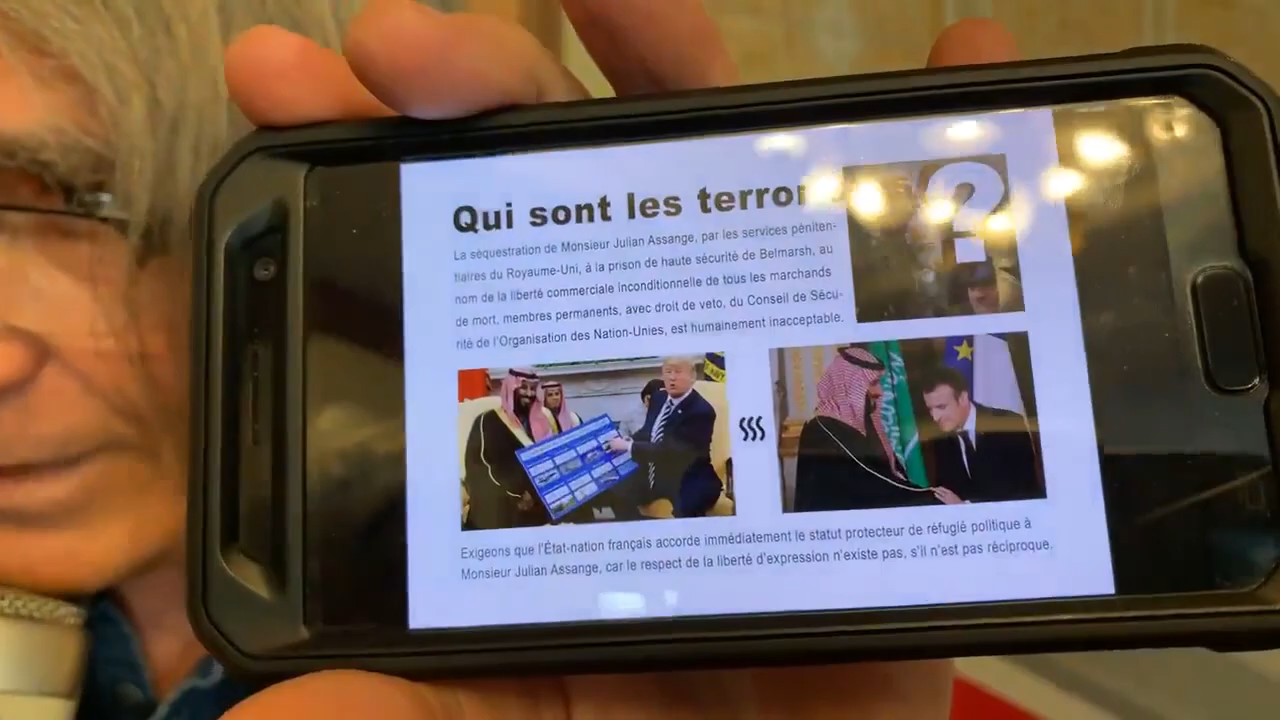 Qui sont les terror
La séquestration de Monsieur Julian Assange, par les services péniten-
tiaires du Royaume-Uni, à la prison de haute sécurité de Belmarsh, au
nom de la liberté commerciale inconditionnelle de tous les marchands
de mort, membres permanents, avec droit de veto, du Conseil de Sécu-
rité de l'Organisation des Nation-Unies, est humainement inacceptable.
?
$$$
Exigeons que l'État-nation français accorde immédiatement le statut protecteur de réfugié politique à
Monsieur Julian Assange, car le respect de la liberté d'expression n'existe pas, s'il n'est pas réciproque.